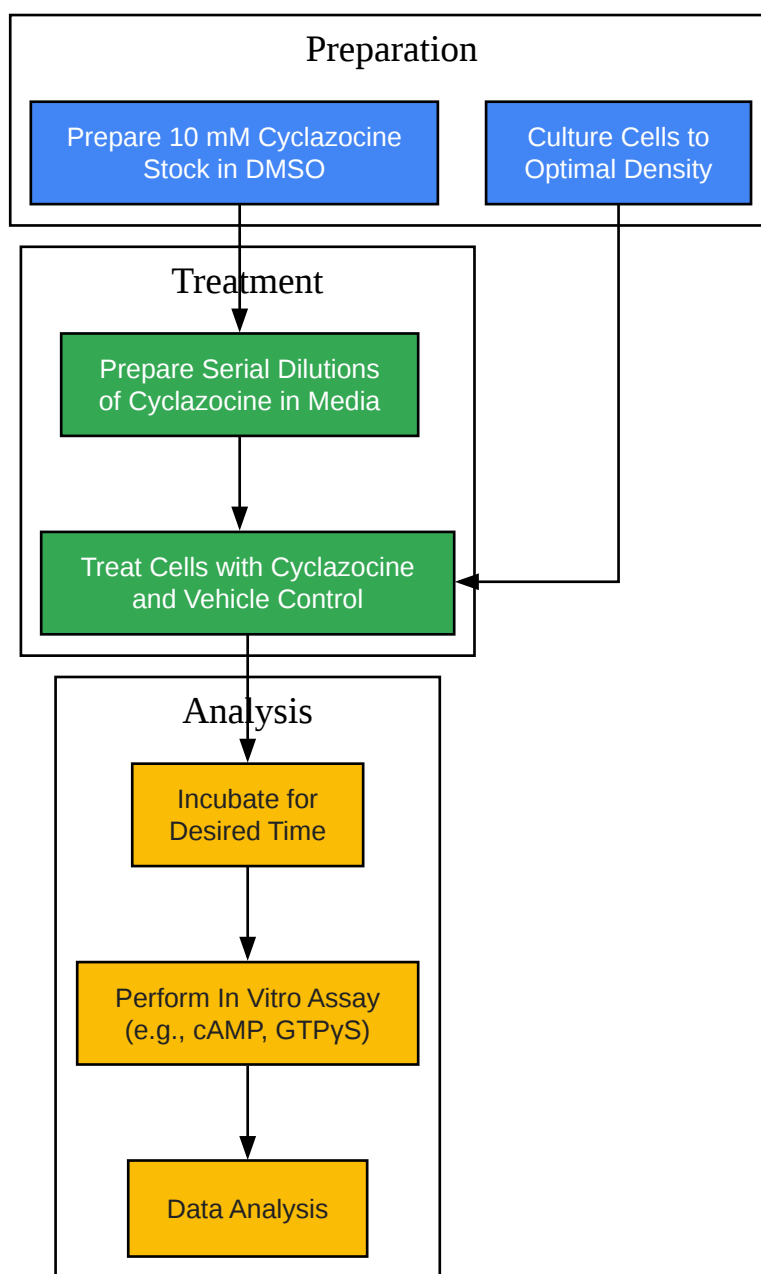 Preparation
Prepare 10 mM Cyclazocine
Stock in DMSO
Culture Cells to
Optimal Density
Treatment
Prepare Serial Dilutions
of Cyclazocine in Media
Treat Cells with Cyclazocine
and Vehicle Control
Analysis
Incubate for
Desired Time
Perform In Vitro Assay
(e.g., cAMP, GTPγS)
Data Analysis